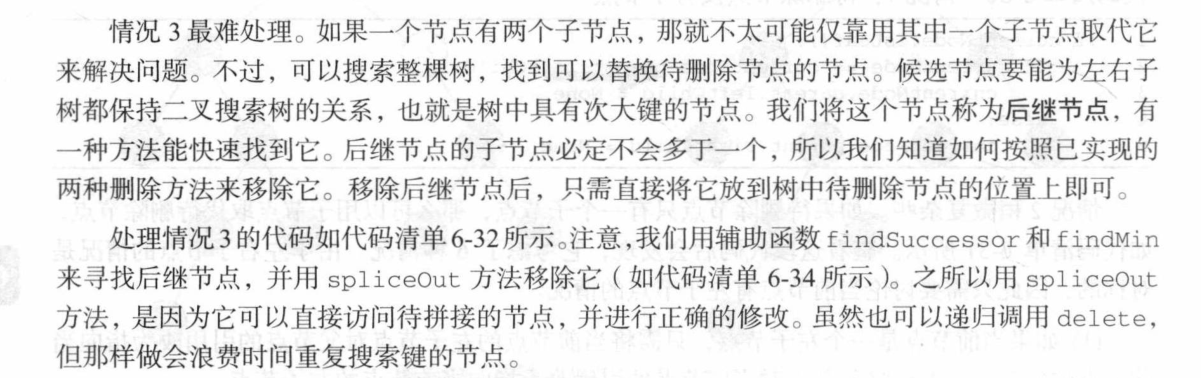 情况 3 最难处理。如果一个节点有两个子节点，那就不太可能仅靠用其中一个子节点取代它
来解决问题。不过，可以搜索整棵树，找到可以替换待删除节点的节点。候选节点要能为左右子
树都保持二叉搜索树的关系，也就是树中具有次大键的节点。我们将这个节点称为后继节点，有
一种方法能快速找到它。后继节点的子节点必定不会多于一个，所以我们知道如何按照已实现的
两种删除方法来移除它。移除后继节点后，只需直接将它放到树中待删除节点的位置上即可。
处理情况 3 的代码如代码清单 6-32 所示。注意，我们用辅助函数 findSuccessor 和 findMin
来寻找后继节点，并用 spliceOut 方法移除它（如代码清单 6-34 所示）。之所以用 spliceOut
方法，是因为它可以直接访问待拼接的节点，并进行正确的修改。虽然也可以递归调用 delete，
但那样做会浪费时间重复搜索键的节点。